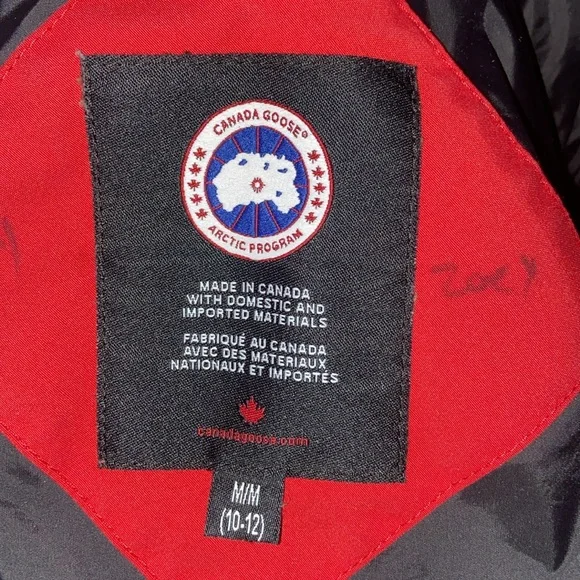 CANADA GOOSE®
ARCTIC PROGRAM
MADE IN CANADA
WITH DOMESTIC AND
IMPORTED MATERIALS
FABRIQUÉ AU CANADA
AVEC DES MATERIAUX
NATIONAUX ET IMPORTÉS
canadagoose.com
M/M
(10-12)